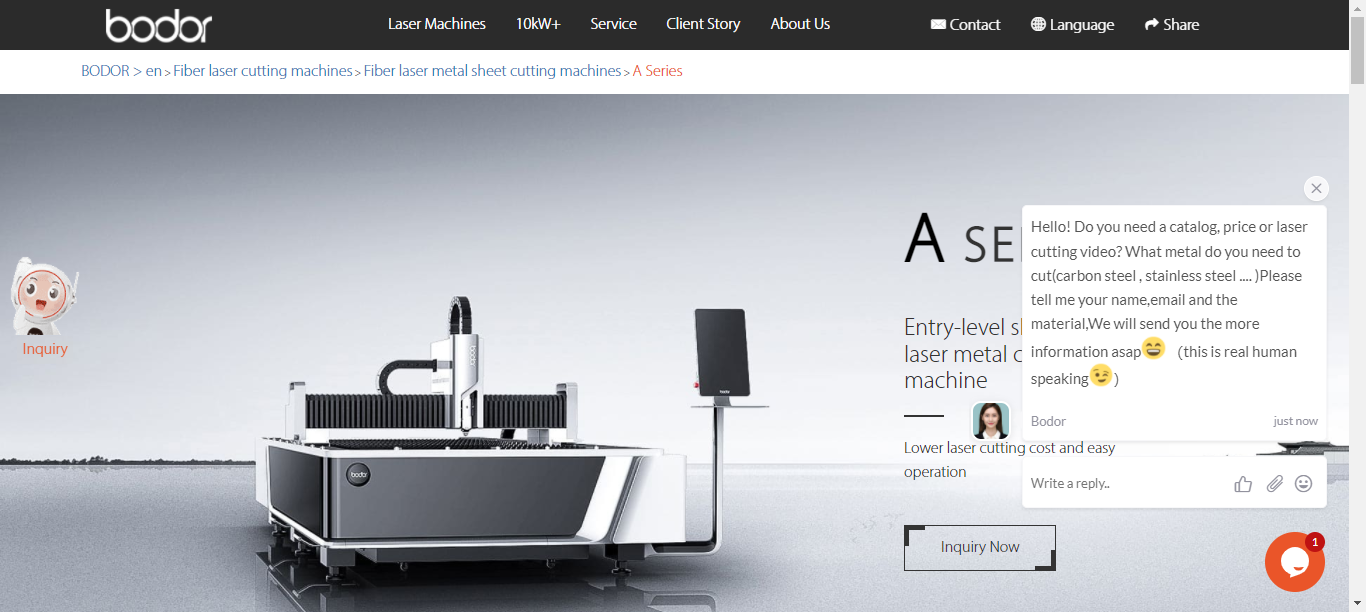 bodor
Laser Machines 10kW+ Service Client Story About Us Contact Language Share
BODOR > en > Fiber laser cutting machines > Fiber laser metal sheet cutting machines > A Series
A SE
Hello! Do you need a catalog, price or laser
cutting video? What metal do you need to
cut(carbon steel , stainless steel .... )Please
tell me your name,email and the
material,We will send you the more
information asap😄 (this is real human
speaking😉)
Bodor just now
Inquiry
Entry-level
laser metal
machine
Lower laser cutting cost and easy
operation
Write a reply..
Inquiry Now
1
bodor
bodor
bodor